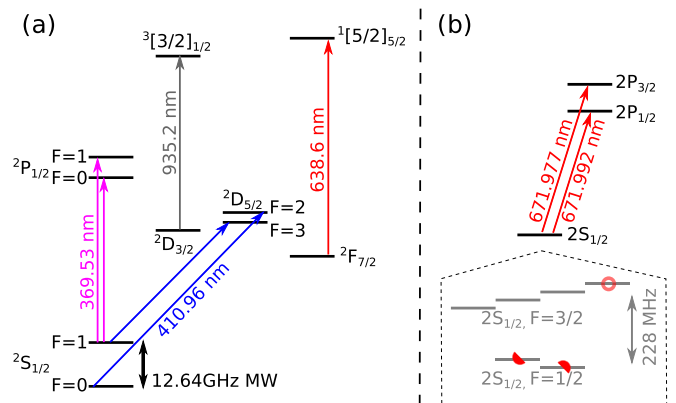 (a)
³[3/2]₁/₂
¹[5/2]₅/₂
935.2 nm
638.6 nm
F=1
²P₁/₂
F=0
²D₅/₂
F=2
F=3
²D₃/₂
²F₇/₂
369.53 nm
410.96 nm
F=1
²S₁/₂
F=0
12.64GHz MW
(b)
2P₃/₂
2P₁/₂
671.977 nm
671.992 nm
2S₁/₂
2S₁/₂, F=3/2
228 MHz
2S₁/₂, F=1/2